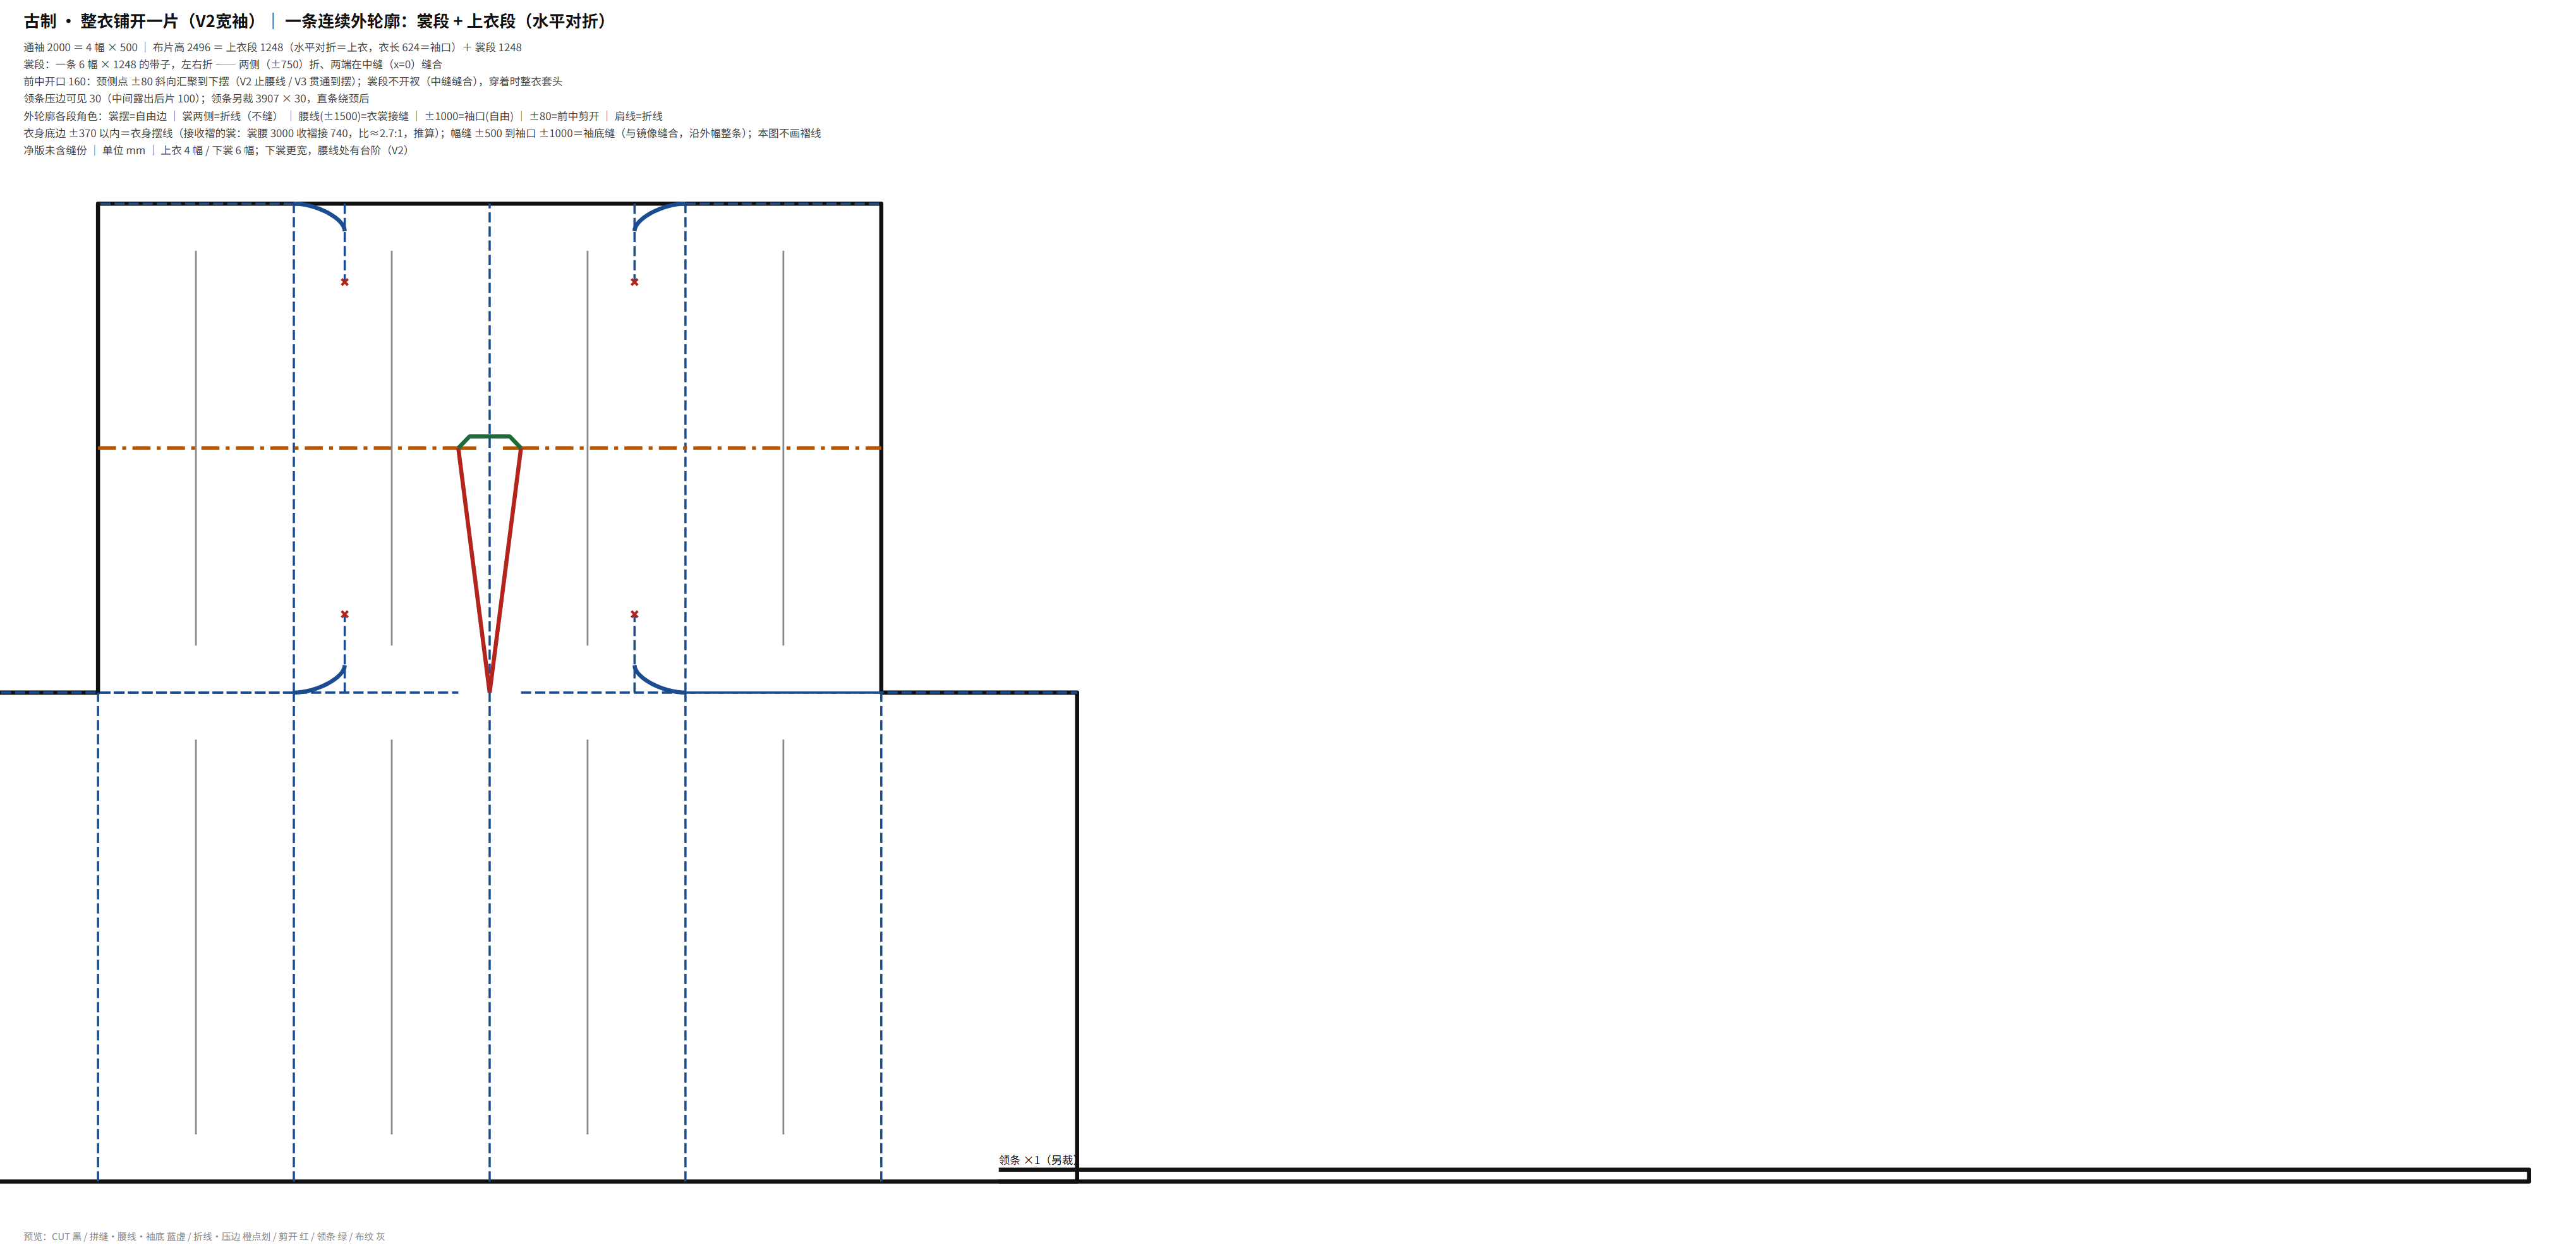 古制 · 整衣铺开一片（V2宽袖）｜ 一条连续外轮廓：裳段 + 上衣段（水平对折）
通袖 2000 ＝ 4 幅 × 500 ｜ 布片高 2496 ＝ 上衣段 1248（水平对折＝上衣，衣长 624＝袖口）＋ 裳段 1248
裳段：一条 6 幅 × 1248 的带子，左右折 —— 两侧（±750）折、两端在中缝（x=0）缝合
前中开口 160：颈侧点 ±80 斜向汇聚到下摆（V2 止腰线 / V3 贯通到摆）；裳段不开衩（中缝缝合），穿着时整衣套头
领条压边可见 30（中间露出后片 100）；领条另裁 3907 × 30，直条绕颈后
外轮廓各段角色：裳摆=自由边 ｜ 裳两侧=折线（不缝） ｜ 腰线(±1500)=衣裳接缝 ｜ ±1000=袖口(自由) ｜ ±80=前中剪开 ｜ 肩线=折线
衣身底边 ±370 以内＝衣身摆线（接收褶的裳：裳腰 3000 收褶接 740，比≈2.7:1，推算）；幅缝 ±500 到袖口 ±1000＝袖底缝（与镜像缝合，沿外幅整条）；本图不画褶线
净版未含缝份 ｜ 单位 mm ｜ 上衣 4 幅 / 下裳 6 幅；下裳更宽，腰线处有台阶（V2）
领条 ×1（另裁）
预览：CUT 黑 / 拼缝·腰线·袖底 蓝虚 / 折线·压边 橙点划 / 剪开 红 / 领条 绿 / 布纹 灰